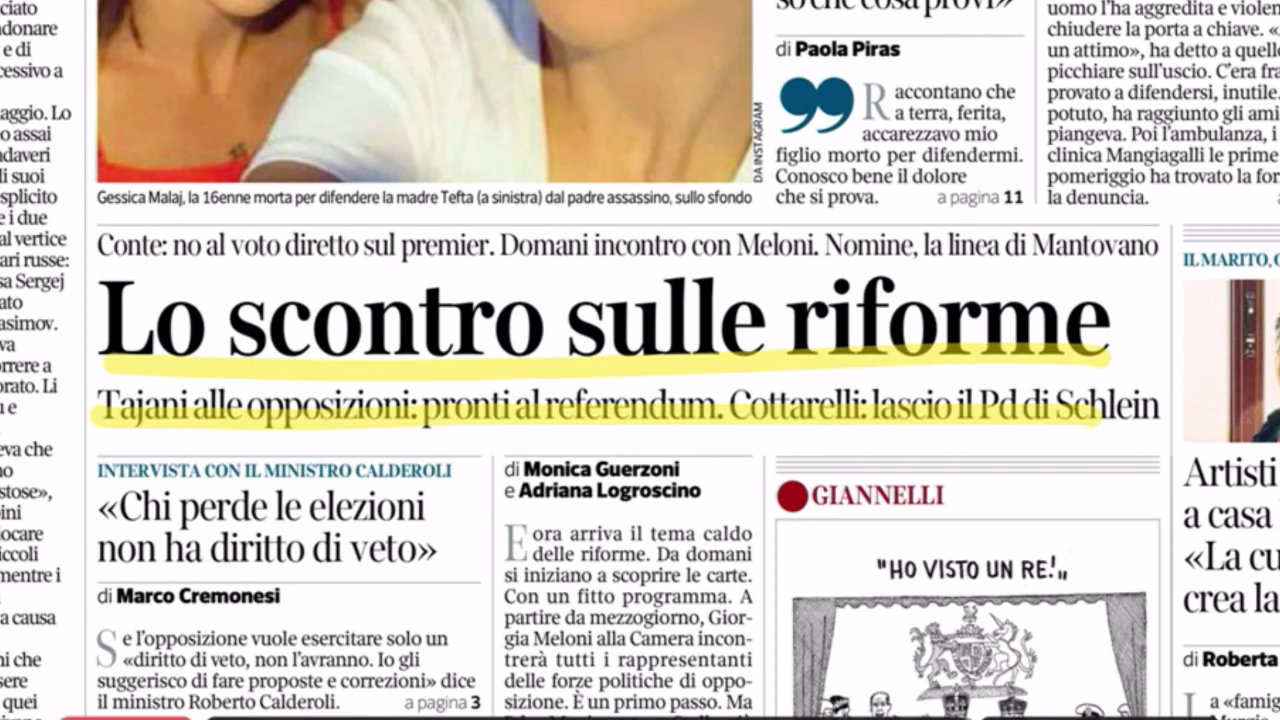 ciato
donare
e di
cessivo a
aggio. Lo
o assai
adaveri
li suoi
splicito
e i due
al vertice
ari russe:
sa Sergej
ato
asimov.
va
orrere a
orato. Li
u e
eva che
no
stose»,
pini
locare
iccoli
mentre i
a causa
ni che
sere
quei
DA INSTAGRAM
Gessica Malaj, la 16enne morta per difendere la madre Tefta (a sinistra) dal padre assassino, sullo sfondo
so che cosa provi»
di Paola Piras
Raccontano che
a terra, ferita,
accarezzavo mio
figlio morto per difendermi.
Conosco bene il dolore
che si prova. a pagina 11
uomo l'ha aggredita e violen
chiudere la porta a chiave. «
un attimo», ha detto a quelle
picchiare sull'uscio. C'era fra
provato a difendersi, inutile.
potuto, ha raggiunto gli ami
piangeva. Poi l'ambulanza, i
clinica Mangiagalli le prime
pomeriggio ha trovato la for
la denuncia.
Conte: no al voto diretto sul premier. Domani incontro con Meloni. Nomine, la linea di Mantovano
Lo scontro sulle riforme
Tajani alle opposizioni: pronti al referendum. Cottarelli: lascio il Pd di Schlein
INTERVISTA CON IL MINISTRO CALDEROLI
«Chi perde le elezioni
non ha diritto di veto»
di Marco Cremonesi
Se l'opposizione vuole esercitare solo un
«diritto di veto, non l'avranno. Io gli
suggerisco di fare proposte e correzioni» dice
il ministro Roberto Calderoli. a pagina 3
di Monica Guerzoni
e Adriana Logroscino
E ora arriva il tema caldo
delle riforme. Da domani
si iniziano a scoprire le carte.
Con un fitto programma. A
partire da mezzogiorno, Gior-
gia Meloni alla Camera incon-
trerà tutti i rappresentanti
delle forze politiche di oppo-
sizione. È un primo passo. Ma
GIANNELLI
"HO VISTO UN RE!"
IL MARITO, C
Artisti
a casa
«La cu
crea la
di Roberta
La «famig